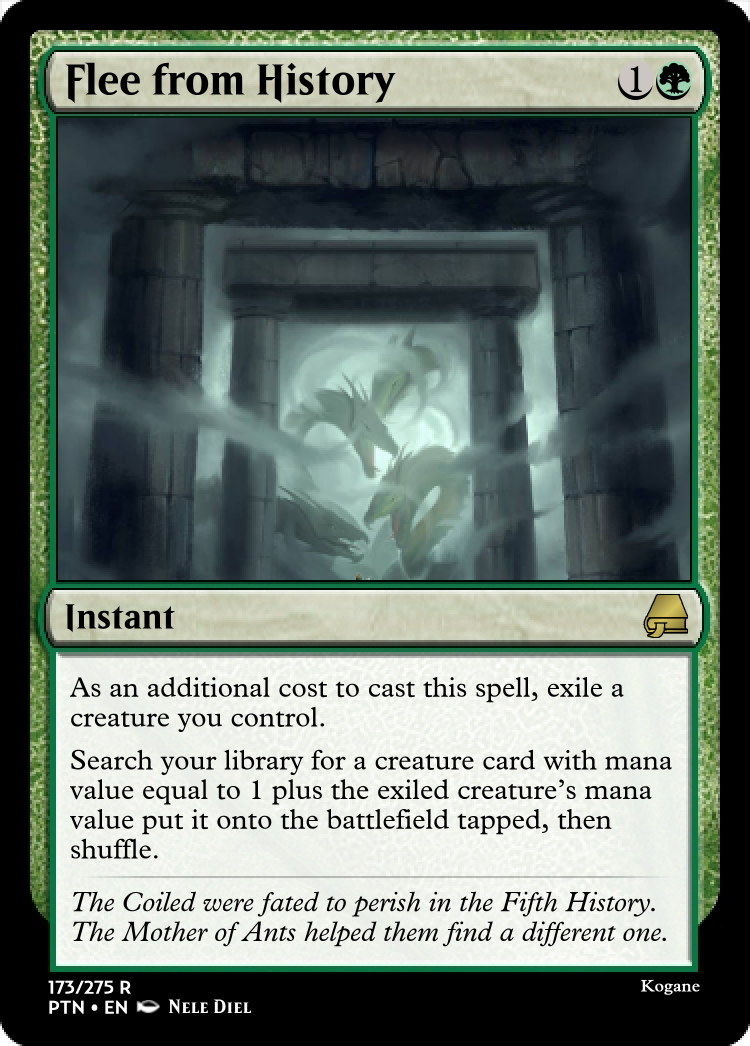 Flee from History 1
Instant
As an additional cost to cast this spell, exile a
creature you control.
Search your library for a creature card with mana
value equal to 1 plus the exiled creature's mana
value put it onto the battlefield tapped, then
shuffle.
The Coiled were fated to perish in the Fifth History.
The Mother of Ants helped them find a different one.
173/275 R
Kogane
PTN • EN Nele Diel